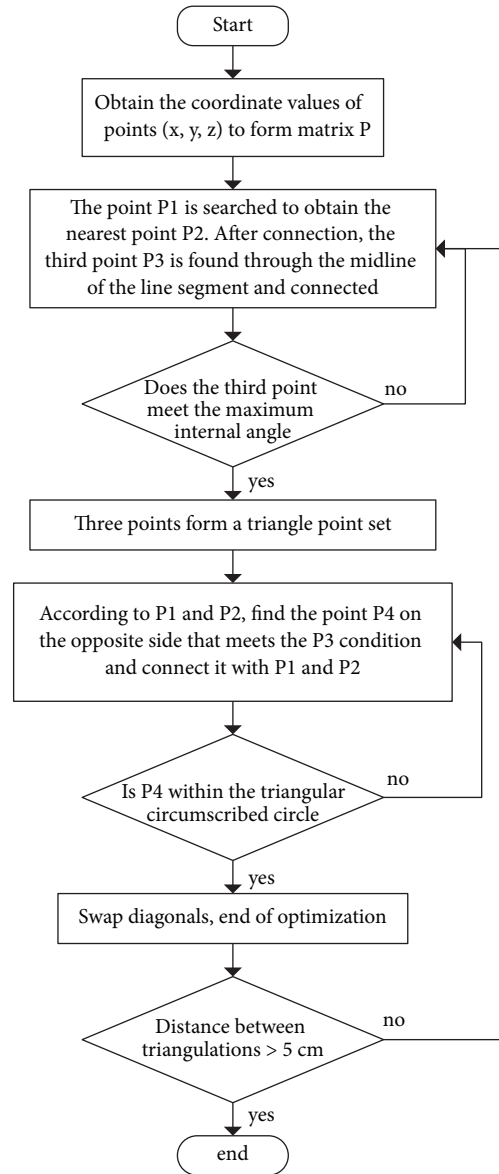 Start
Obtain the coordinate values of
points (x, y, z) to form matrix P
The point P1 is searched to obtain the
nearest point P2. After connection, the
third point P3 is found through the midline
of the line segment and connected
Does the third point
meet the maximum
internal angle
no
yes
Three points form a triangle point set
According to P1 and P2, find the point P4 on
the opposite side that meets the P3 condition
and connect it with P1 and P2
Is P4 within the triangular
circumscribed circle
no
yes
Swap diagonals, end of optimization
Distance between
triangulations > 5 cm
no
yes
end